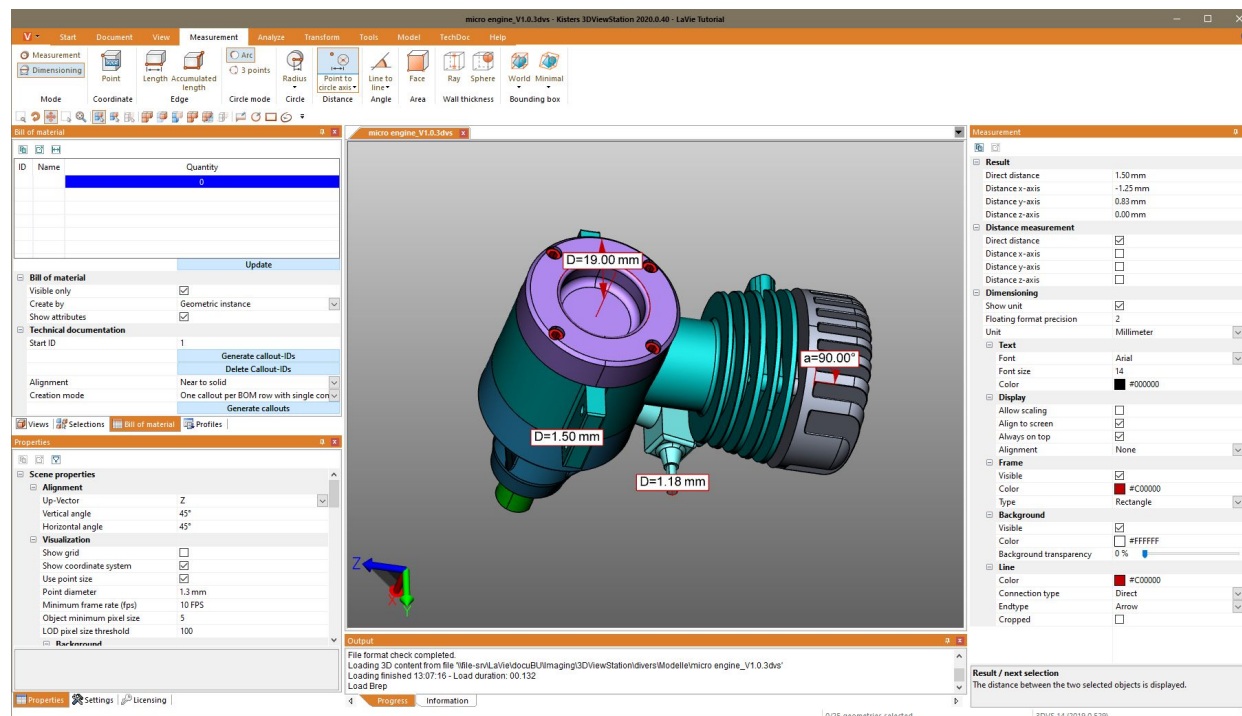 micro engine_V1.0.3dvs - Kisters 3DViewStation 2020.0.40 - LaVie Tutorial
V Start Document View Measurement Analyze Transform Tools Model TechDoc Help
Measurement
Dimensioning
Mode
Point
Coordinate
Length
Accumulated length
Edge
Arc
3 points
Circle mode
Radius
Circle
Point to circle axis
Distance
Line to line
Angle
Face
Area
Ray Sphere
Wall thickness
World Minimal
Bounding box
Bill of material
ID Name Quantity
0
Update
Bill of material
Visible only
Create by Geometric instance
Show attributes
Technical documentation
Start ID 1
Generate callout-IDs
Delete Callout-IDs
Alignment Near to solid
Creation mode One callout per BOM row with single con
Generate callouts
Views Selections Bill of material Profiles
Properties
Scene properties
Alignment
Up-Vector Z
Vertical angle 45°
Horizontal angle 45°
Visualization
Show grid
Show coordinate system
Use point size
Point diameter 1.3 mm
Minimum frame rate (fps) 10 FPS
Object minimum pixel size 5
LOD pixel size threshold 100
Background
Properties Settings Licensing
micro engine_V1.0.3dvs
D=19.00 mm
a=90.00°
D=1.50 mm
D=1.18 mm
Z
X
Y
Output
File format check completed.
Loading 3D content from file '\\file-srv\LaVie\docuBU\Imaging\3DViewStation\divers\Modelle\micro engine_V1.0.3dvs'
Loading finished 13:07:16 - Load duration: 00.132
Load Brep
Progress Information
Measurement
Result
Direct distance 1.50 mm
Distance x-axis -1.25 mm
Distance y-axis 0.83 mm
Distance z-axis 0.00 mm
Distance measurement
Direct distance
Distance x-axis
Distance y-axis
Distance z-axis
Dimensioning
Show unit
Floating format precision 2
Unit Millimeter
Text
Font Arial
Font size 14
Color #000000
Display
Allow scaling
Align to screen
Always on top
Alignment None
Frame
Visible
Color #C00000
Type Rectangle
Background
Visible
Color #FFFFFF
Background transparency 0 %
Line
Color #C00000
Connection type Direct
Endtype Arrow
Cropped
Result / next selection
The distance between the two selected objects is displayed.
0/25 geometries selected